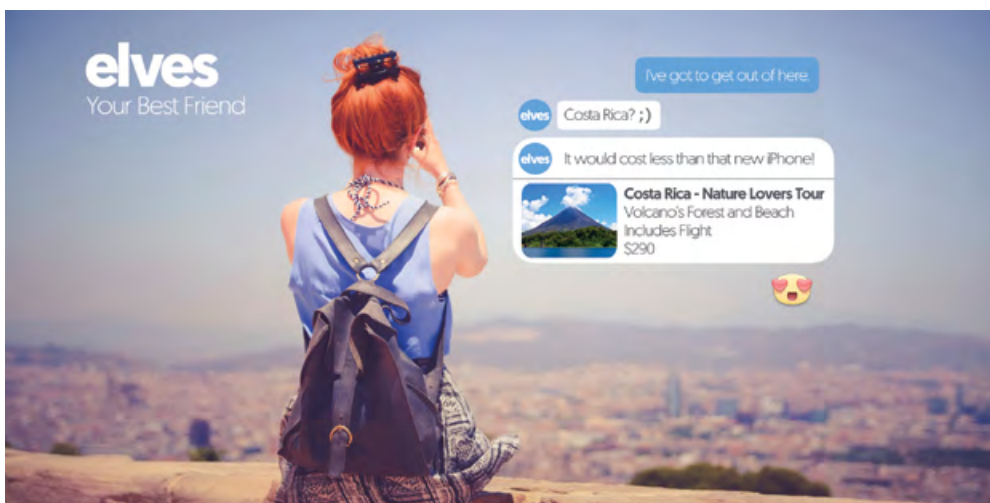 elves
Your Best Friend
I've got to get out of here.
elves
Costa Rica? ;)
elves
It would cost less than that new iPhone!
Costa Rica - Nature Lovers Tour
Volcano's Forest and Beach
Includes Flight
$290